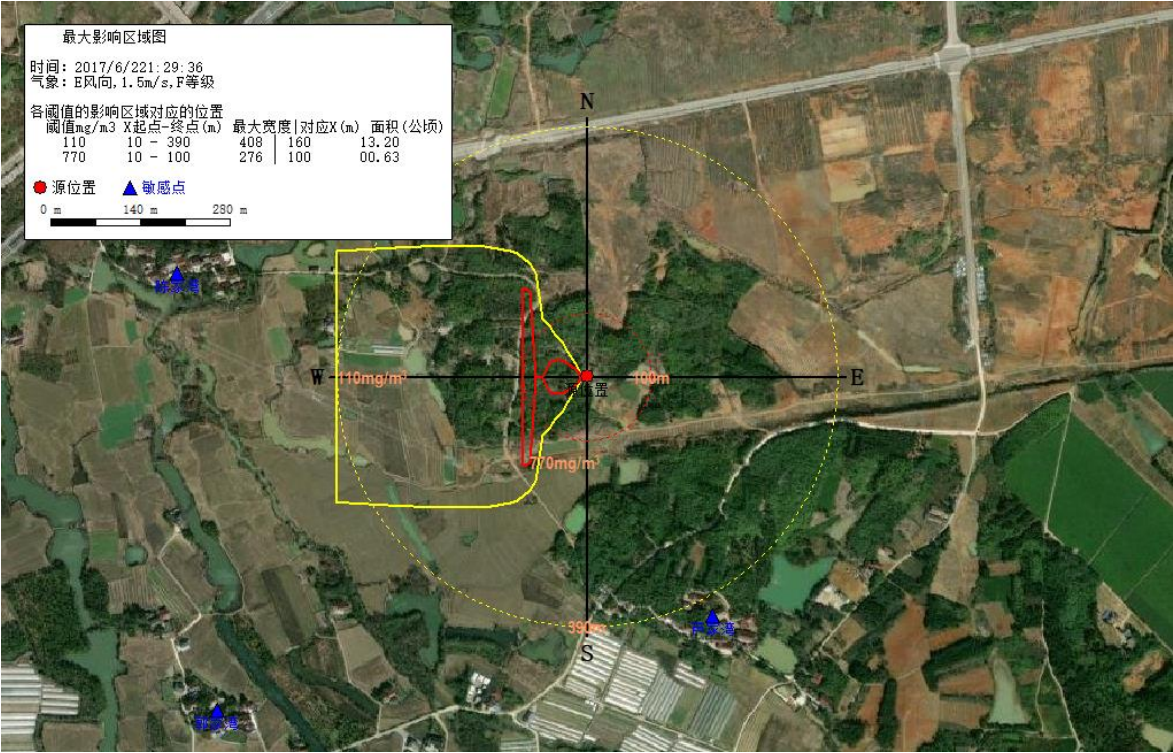 最大影响区域图
时间：2017/6/221:29:36
气象：E风向,1.5m/s,F等级
各阈值的影响区域对应的位置
阈值mg/m3 X起点-终点(m) 最大宽度|对应X(m) 面积(公顷)
110 10 - 390 408 | 160 13.20
770 10 - 100 276 | 100 00.63
源位置 敏感点
0 m 140 m 280 m
N
W
110mg/m³
100m
E
770mg/m³
390m
S